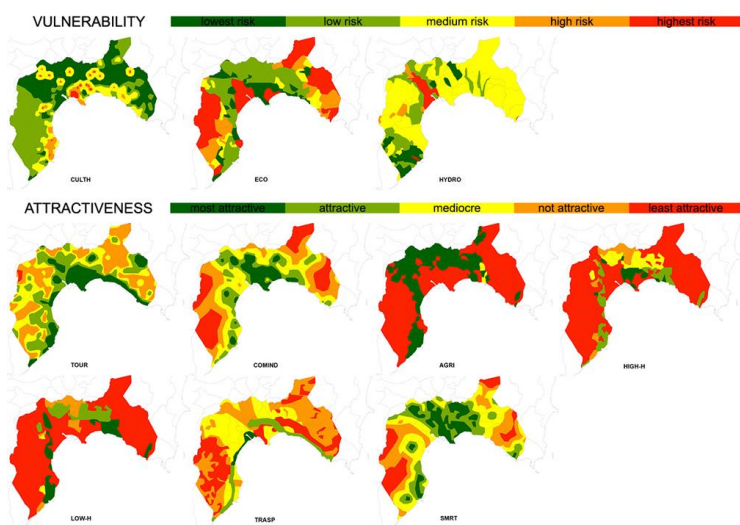 VULNERABILITY lowest risk low risk medium risk high risk highest risk
CULTH ECO HYDRO
ATTRACTIVENESS most attractive attractive mediocre not attractive least attractive
TOUR COMIND AGRI HIGH-H
LOW-H TRASP SMRT